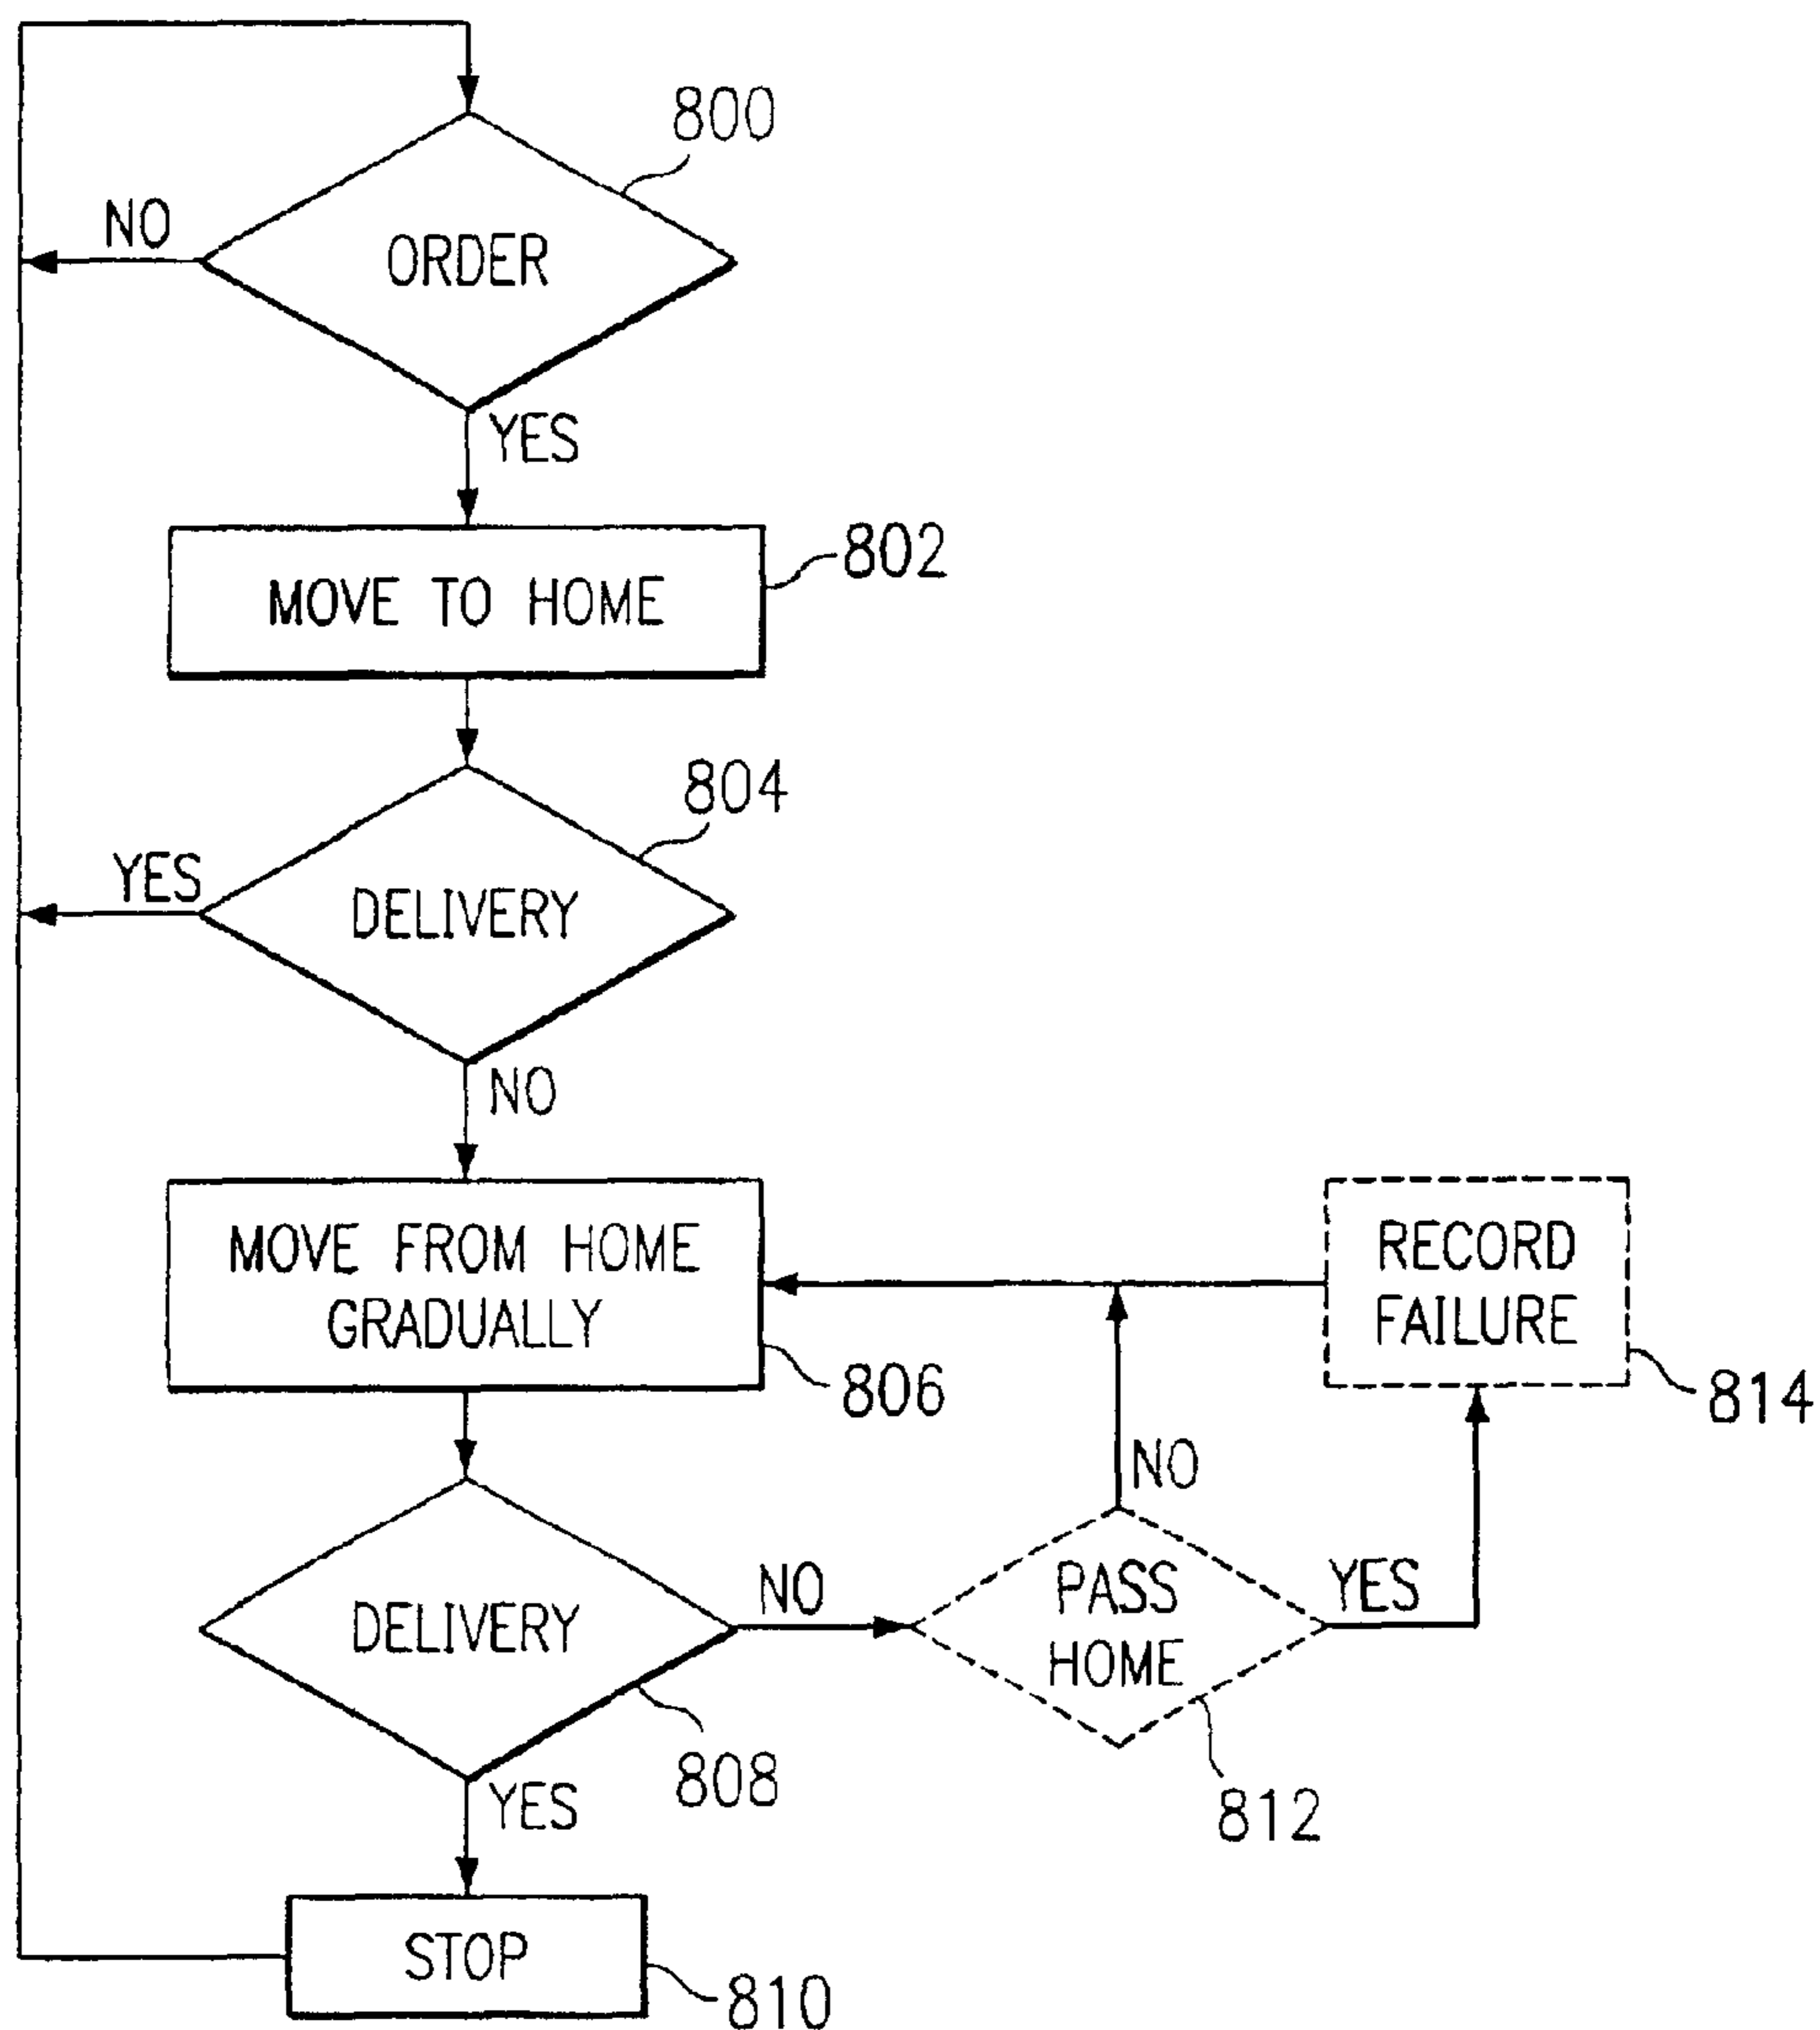 800
NO
ORDER
YES
802
MOVE TO HOME
804
YES
DELIVERY
NO
MOVE FROM HOME
GRADUALLY
806
RECORD
FAILURE
814
NO
DELIVERY
NO
PASS
HOME
YES
808
812
YES
STOP
810